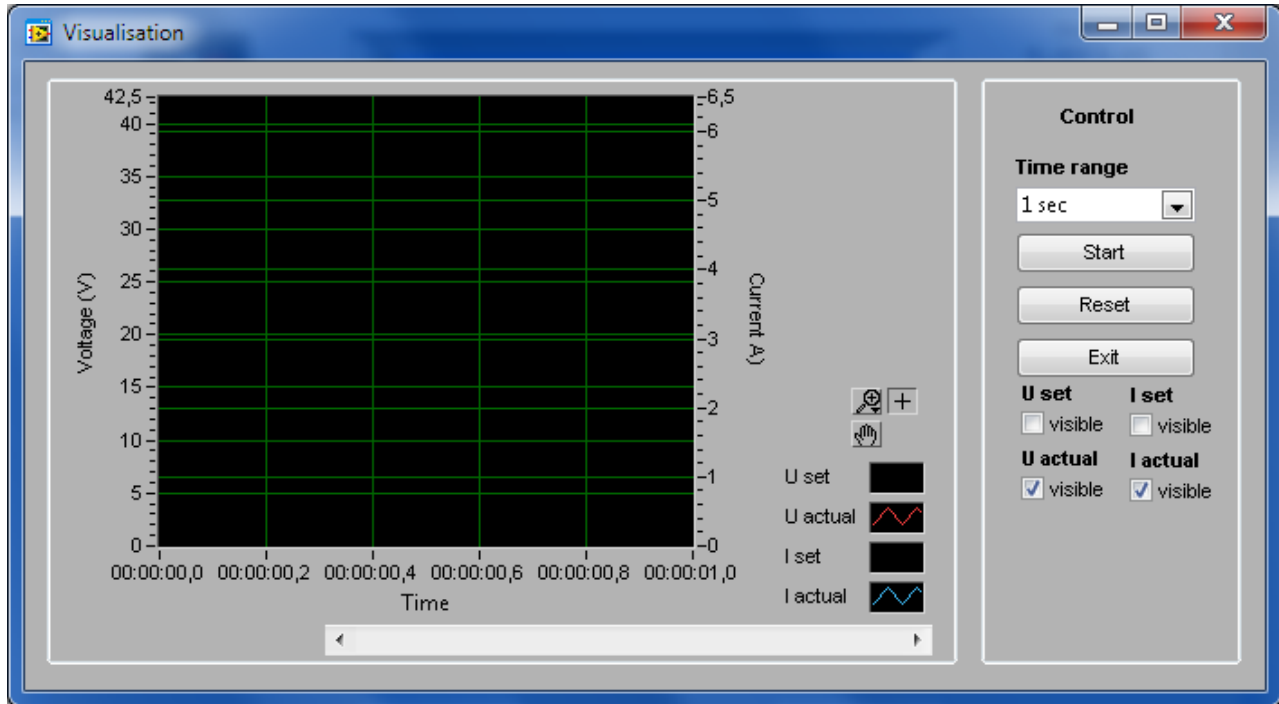 Visualisation
42,5
40
35
30
25
20
15
10
5
0
Voltage (V)
6,5
6
5
4
3
2
1
0
Current A)
00:00:00,0 00:00:00,2 00:00:00,4 00:00:00,6 00:00:00,8 00:00:01,0
Time
U set
U actual
I set
I actual
Control
Time range
1 sec
Start
Reset
Exit
U set I set
visible visible
U actual I actual
visible visible